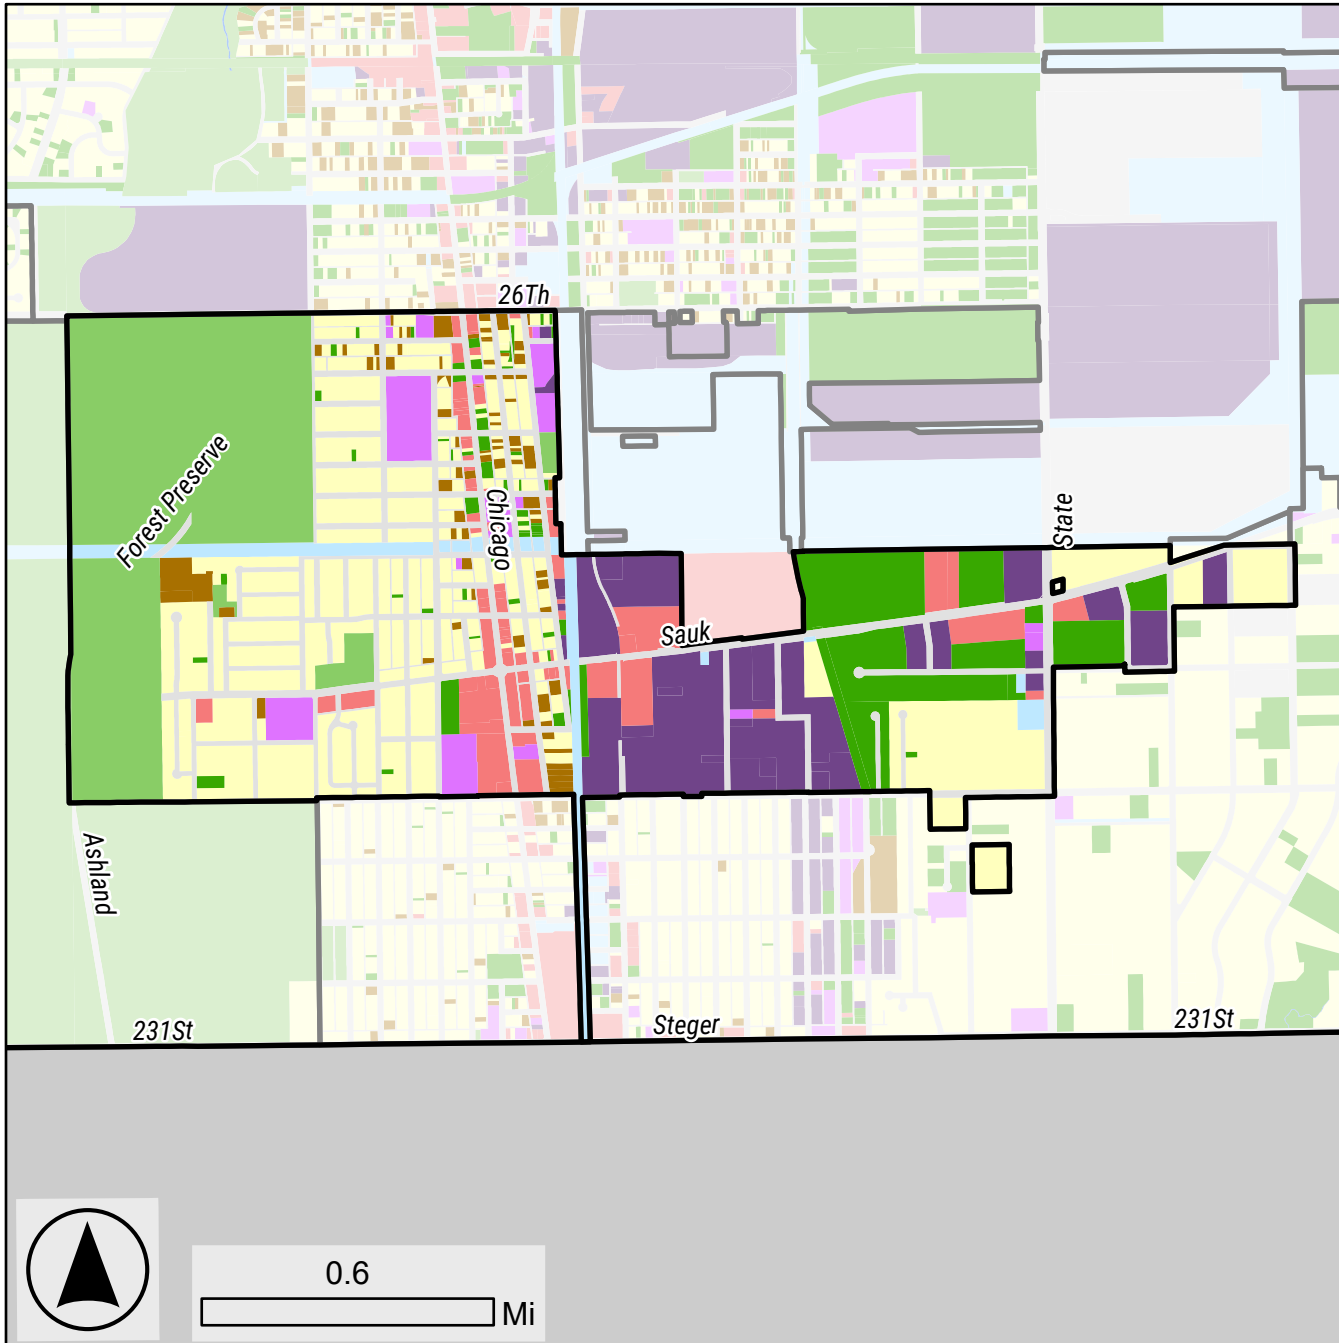 26Th
Forest Preserve
Chicago
State
Sauk
Ashland
231St
Steger
231St
0.6
Mi